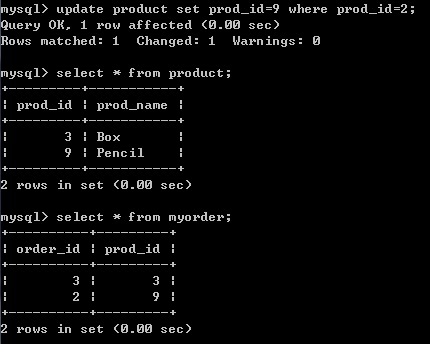 mysql> update product set prod_id=9 where prod_id=2;
Query OK, 1 row affected (0.00 sec)
Rows matched: 1  Changed: 1  Warnings: 0
mysql> select * from product;
+---------+-----------+
| prod_id | prod_name |
+---------+-----------+
|       3 | Box       |
|       9 | Pencil    |
+---------+-----------+
2 rows in set (0.00 sec)
mysql> select * from myorder;
+----------+---------+
| order_id | prod_id |
+----------+---------+
|        3 |       3 |
|        2 |       9 |
+----------+---------+
2 rows in set (0.00 sec)